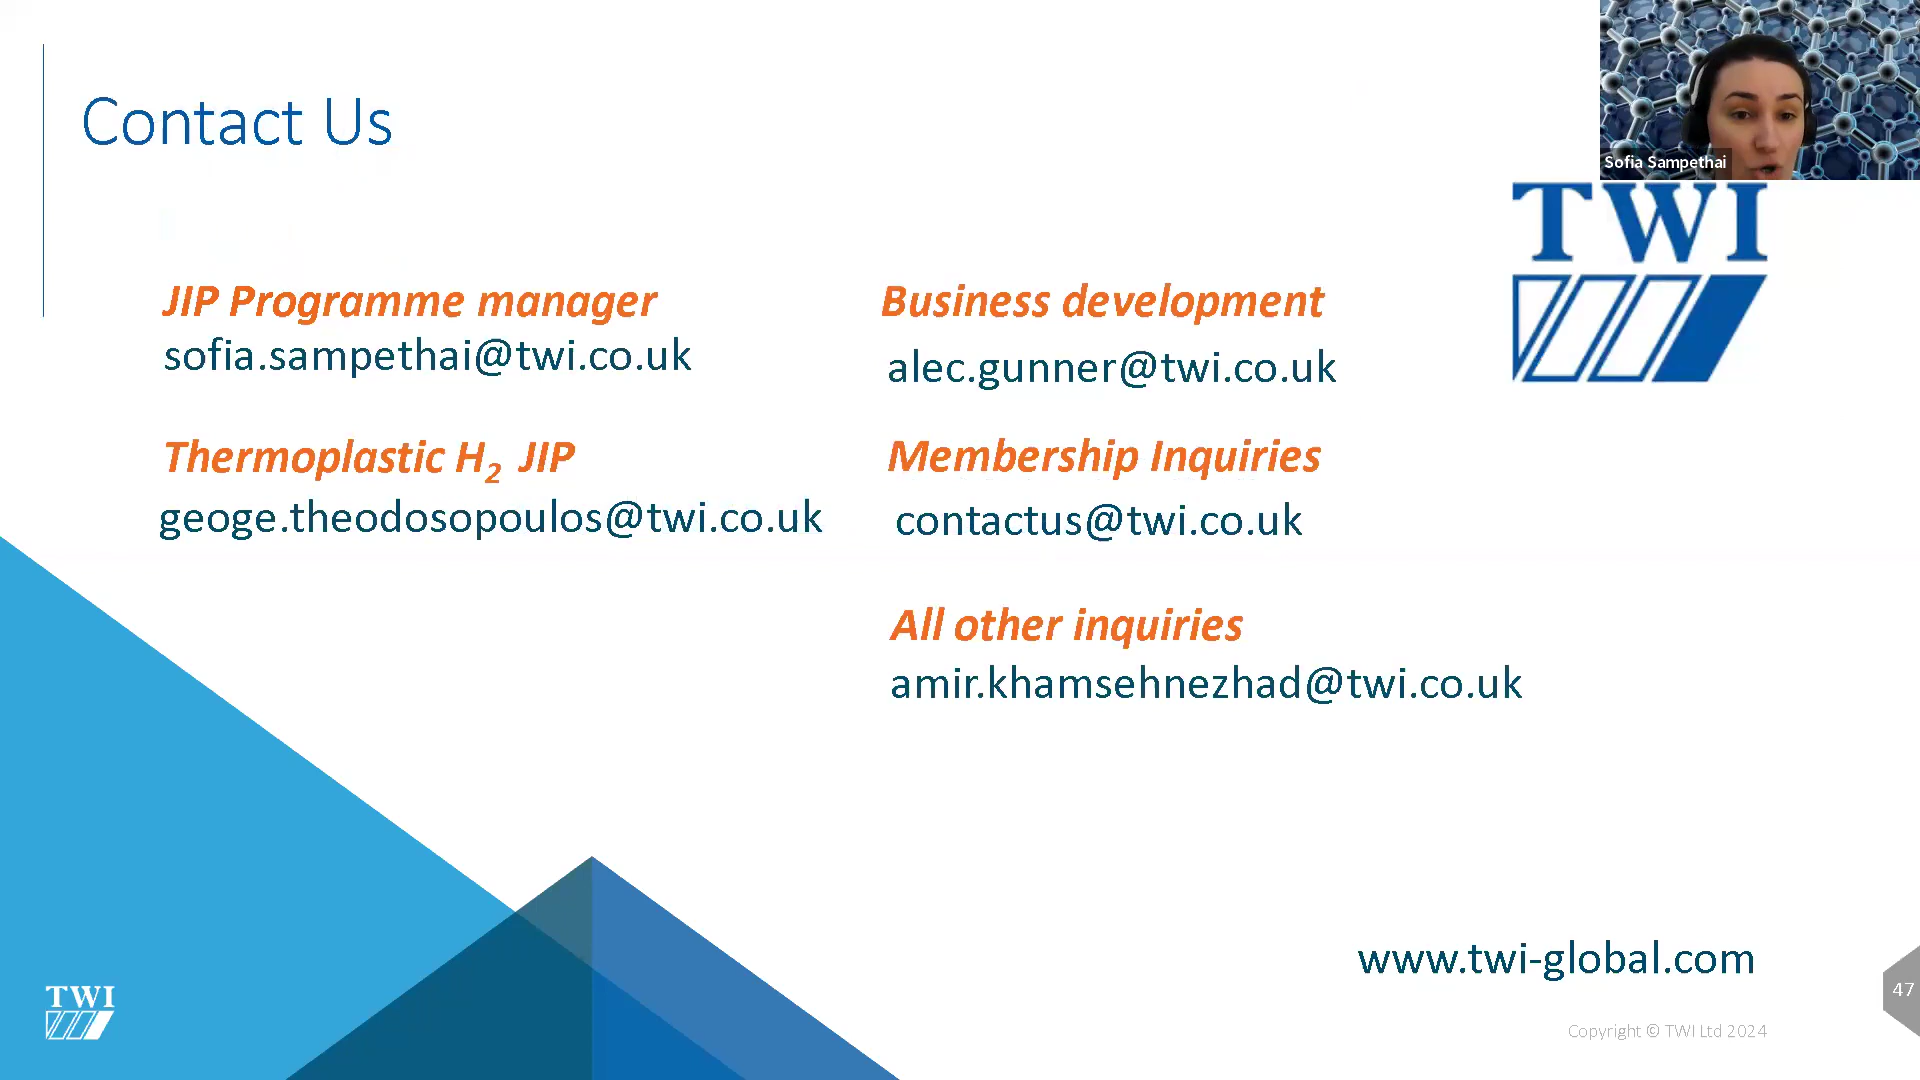 Contact Us
Sofia Sampethai
TWI
JIP Programme manager
sofia.sampethai@twi.co.uk
Thermoplastic H2 JIP
geoge.theodosopoulos@twi.co.uk
Business development
alec.gunner@twi.co.uk
Membership Inquiries
contactus@twi.co.uk
All other inquiries
amir.khamsehnezhad@twi.co.uk
www.twi-global.com
47
TWI
Copyright © TWI Ltd 2024